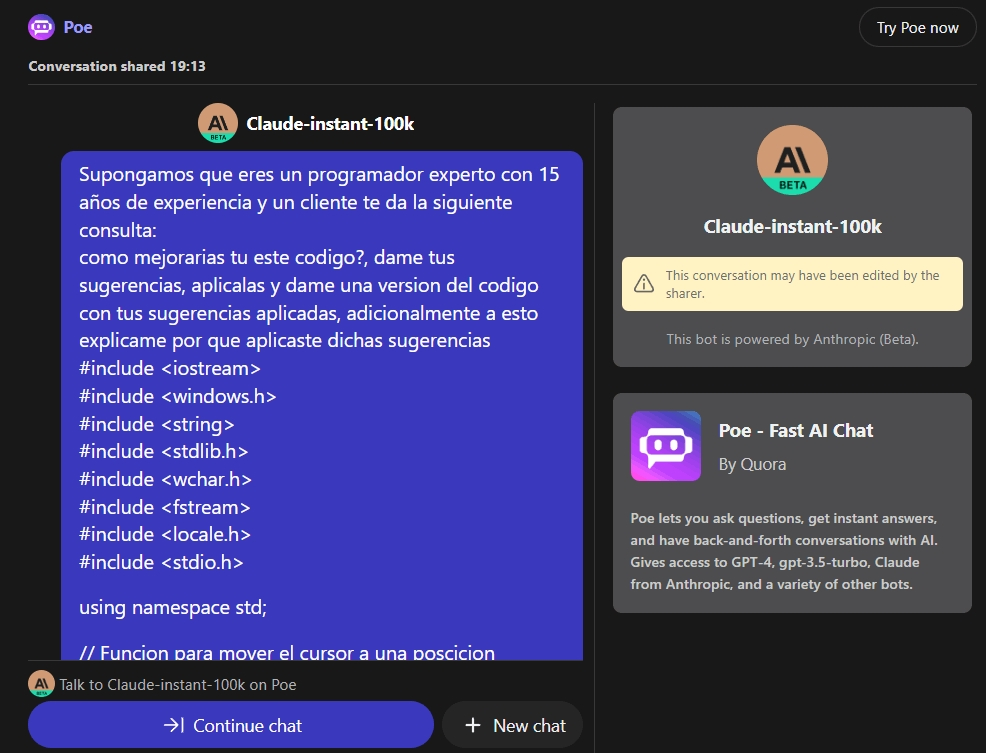 Poe
Try Poe now
Conversation shared 19:13
Claude-instant-100k
Supongamos que eres un programador experto con 15
años de experiencia y un cliente te da la siguiente
consulta:
como mejorarias tu este codigo?, dame tus
sugerencias, aplicalas y dame una version del codigo
con tus sugerencias aplicadas, adicionalmente a esto
explicame por que aplicaste dichas sugerencias
#include <iostream>
#include <windows.h>
#include <string>
#include <stdlib.h>
#include <wchar.h>
#include <fstream>
#include <locale.h>
#include <stdio.h>
using namespace std;
// Funcion para mover el cursor a una poscicion
Talk to Claude-instant-100k on Poe
Continue chat
New chat
BETA
Claude-instant-100k
This conversation may have been edited by the
sharer.
This bot is powered by Anthropic (Beta).
Poe - Fast AI Chat
By Quora
Poe lets you ask questions, get instant answers,
and have back-and-forth conversations with AI.
Gives access to GPT-4, gpt-3.5-turbo, Claude
from Anthropic, and a variety of other bots.